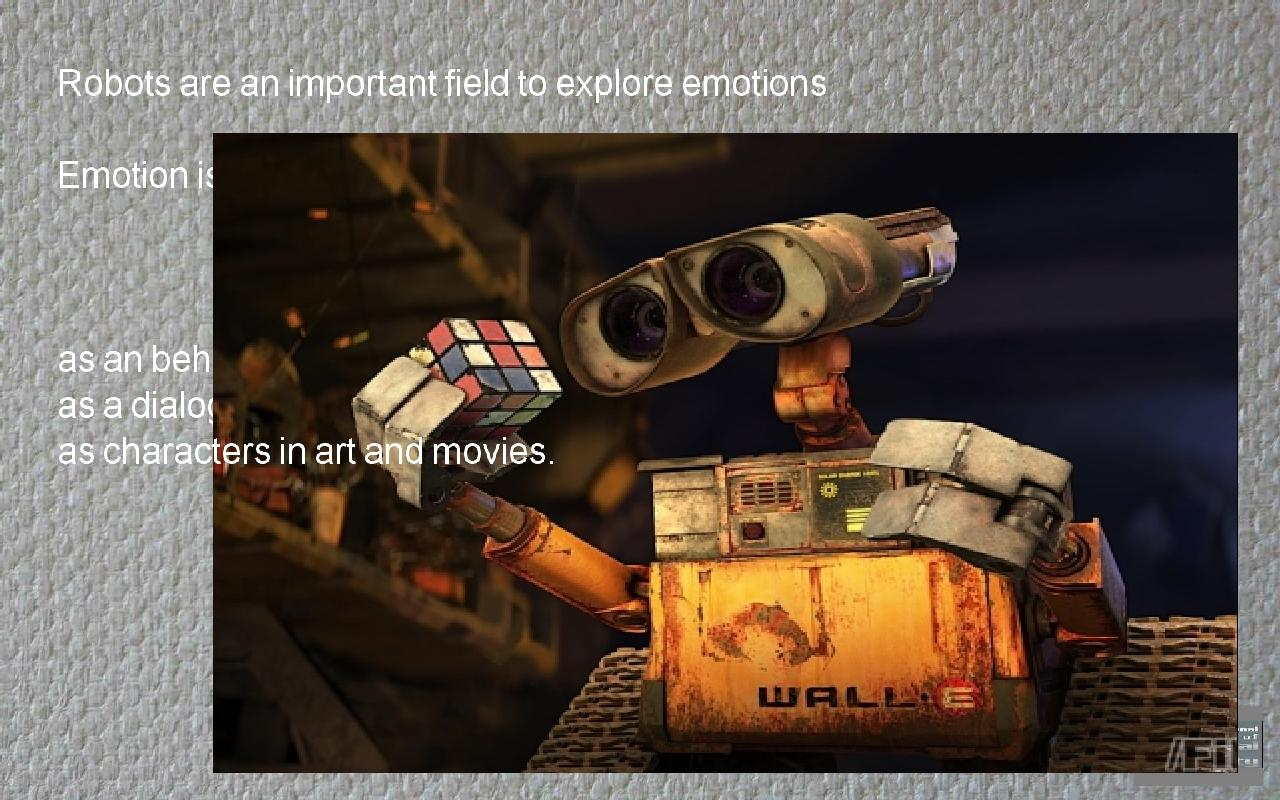 Robots are an important field to explore emotions
Emotion is
as an beh
as a dialog
as characters in art and movies.
WALL·E